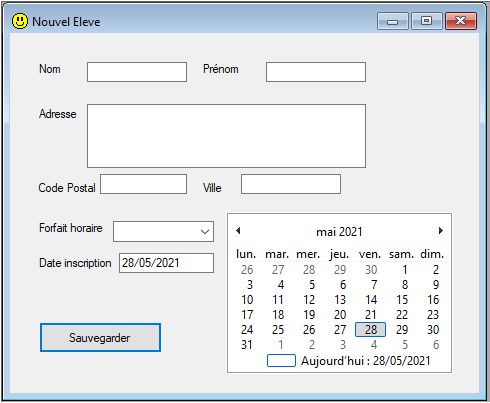 Nouvel Eleve
Nom Prénom
Adresse
Code Postal Ville
Forfait horaire
Date inscription 28/05/2021
Sauvegarder
mai 2021
lun. mar. mer. jeu. ven. sam. dim.
26 27 28 29 30 1 2
3 4 5 6 7 8 9
10 11 12 13 14 15 16
17 18 19 20 21 22 23
24 25 26 27 28 29 30
31 1 2 3 4 5 6
Aujourd'hui : 28/05/2021